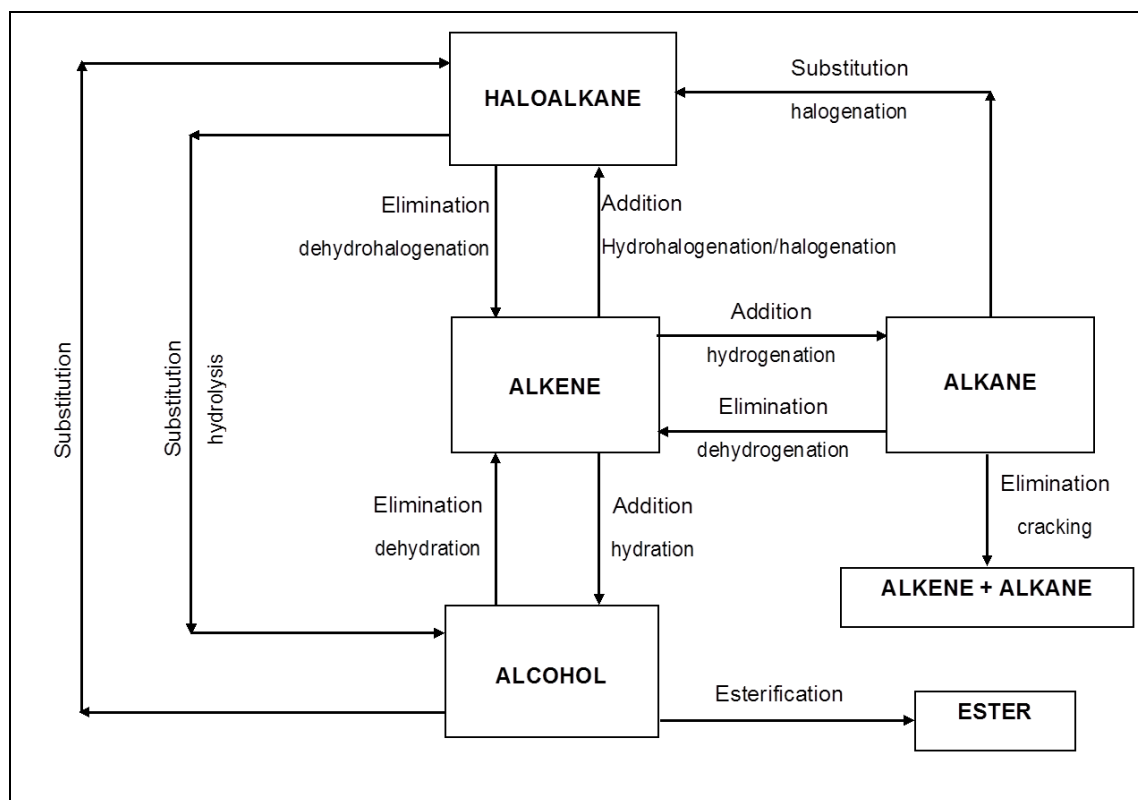 HALOALKANE
Substitution
halogenation
Elimination
dehydrohalogenation
Addition
Hydrohalogenation/halogenation
Substitution
Substitution
hydrolysis
ALKENE
Addition
hydrogenation
Elimination
dehydrogenation
ALKANE
Elimination
dehydration
Addition
hydration
Elimination
cracking
ALKENE + ALKANE
ALCOHOL
Esterification
ESTER